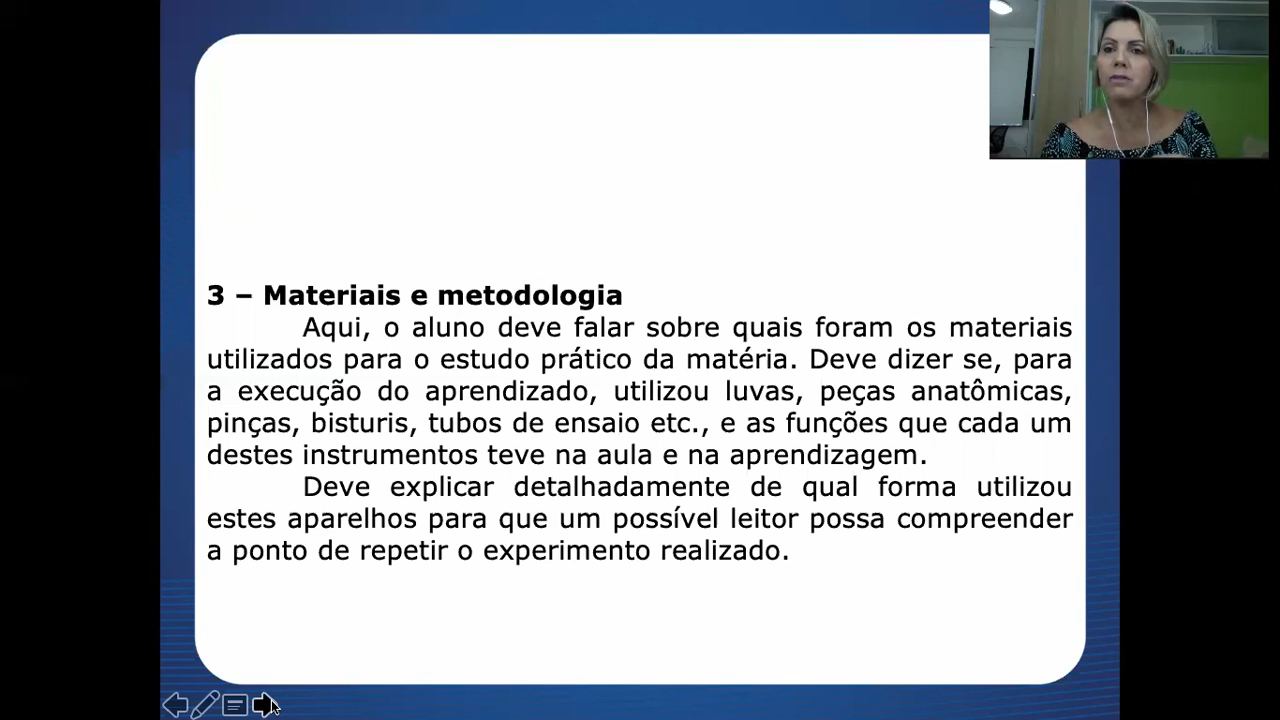 3 – Materiais e metodologia
Aqui, o aluno deve falar sobre quais foram os materiais
utilizados para o estudo prático da matéria. Deve dizer se, para
a execução do aprendizado, utilizou luvas, peças anatômicas,
pinças, bisturis, tubos de ensaio etc., e as funções que cada um
destes instrumentos teve na aula e na aprendizagem.
Deve explicar detalhadamente de qual forma utilizou
estes aparelhos para que um possível leitor possa compreender
a ponto de repetir o experimento realizado.